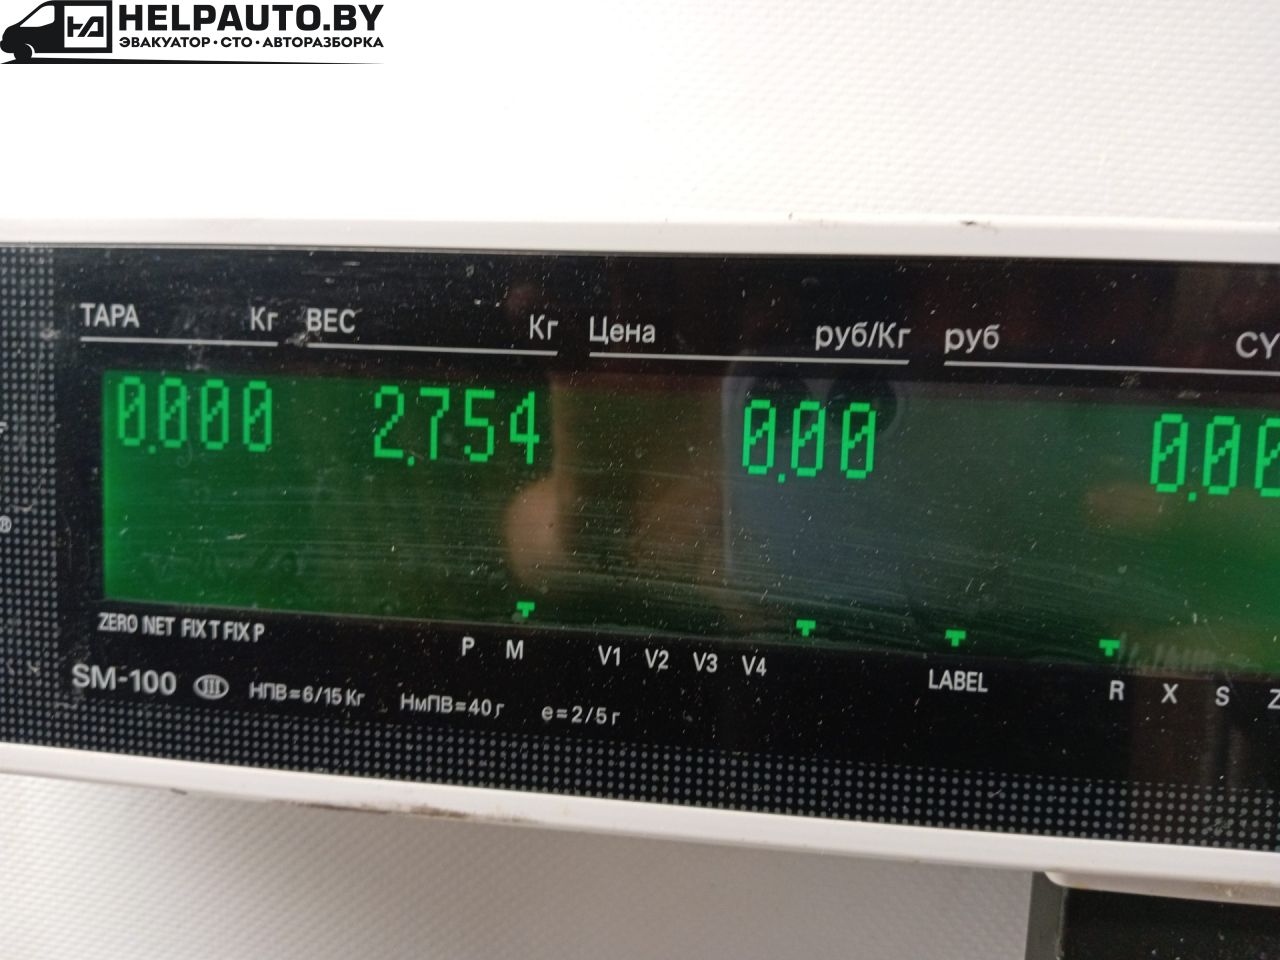 HELPAUTO.BY
ЭВАКУАТОР · СТО · АВТОРАЗБОРКА
ТАРА Кг ВЕС Кг Цена руб/Кг руб
0.000 2.754 0.00
ZERO NET FIX T FIX P P M V1 V2 V3 V4 LABEL R X S
SM-100 III НПВ=6/15 Кг НмПВ=40 г e=2/5 г
®